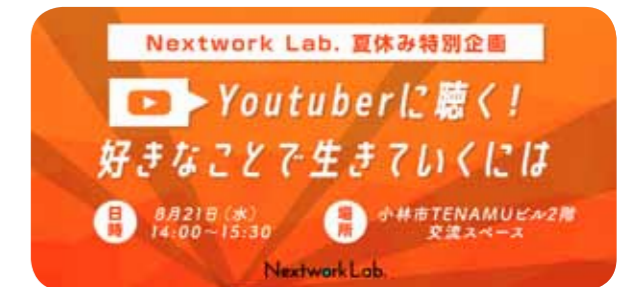 Nextwork Lab. 夏休み特別企画
Youtuberに聴く!
好きなことで生きていくには
日時
8月21日(水)
14:00~15:30
場所
小林市TENAMUビル2階
交流スペース
Nextwork Lab.